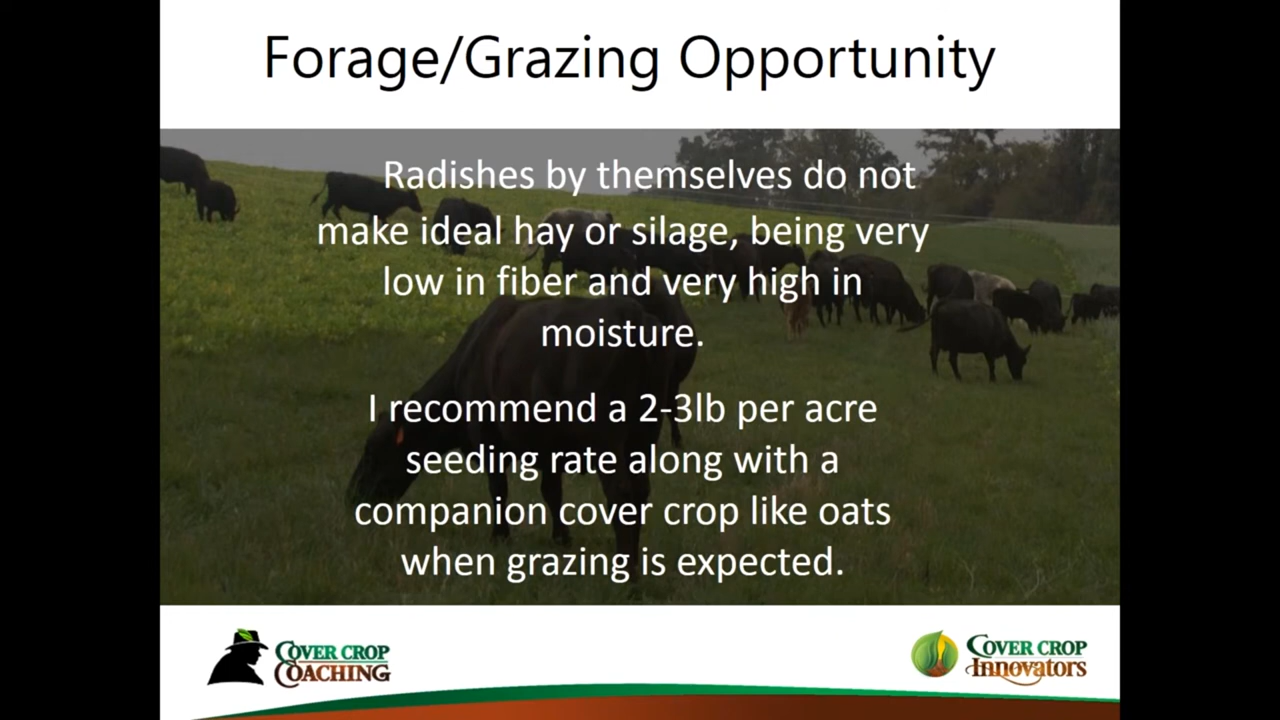 Forage/Grazing Opportunity
Radishes by themselves do not
make ideal hay or silage, being very
low in fiber and very high in
moisture.
I recommend a 2-3lb per acre
seeding rate along with a
companion cover crop like oats
when grazing is expected.
COVER CROP
COACHING
COVER CROP
Innovators